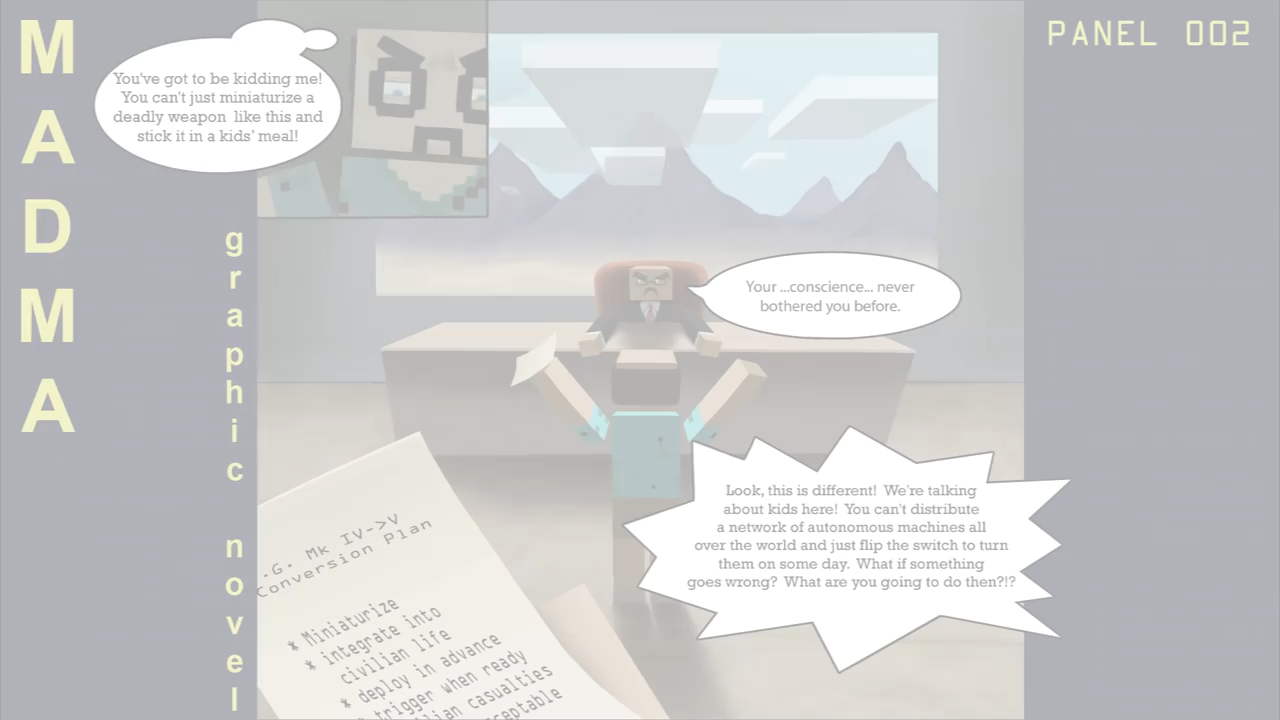 MADMA
graphic novel
PANEL 002
You've got to be kidding me!
You can't just miniaturize a
deadly weapon like this and
stick it in a kids' meal!
Your ...conscience... never
bothered you before.
Look, this is different! We're talking
about kids here! You can't distribute
a network of autonomous machines all
over the world and just flip the switch to turn
them on some day. What if something
goes wrong? What are you going to do then?!?
.G. Mk IV->V
Conversion Plan
* Miniaturize
* integrate into
civilian life
* deploy in advance
trigger when ready
casualties